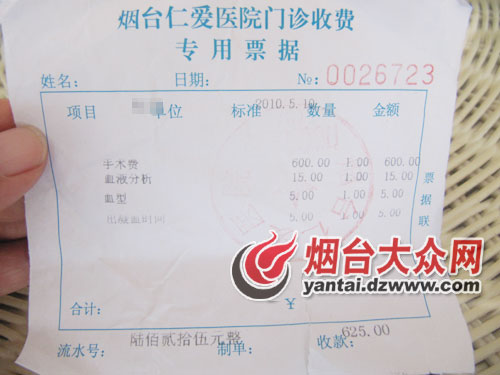 烟台仁爱医院门诊收费
专用票据
姓名： 日期： №：0026723
项目 单位 标准 数量 金额
2010.5.10
手术费 600.00 1.00 600.00
血液分析 15.00 1.00 15.00
血型 5.00 1.00 5.00
出凝血时间 5.00 1.00 5.00
票据联
烟台大众网
yantai.dzwww.com
合计：
陆佰贰拾伍元整 625.00
流水号： 制单： 收款：